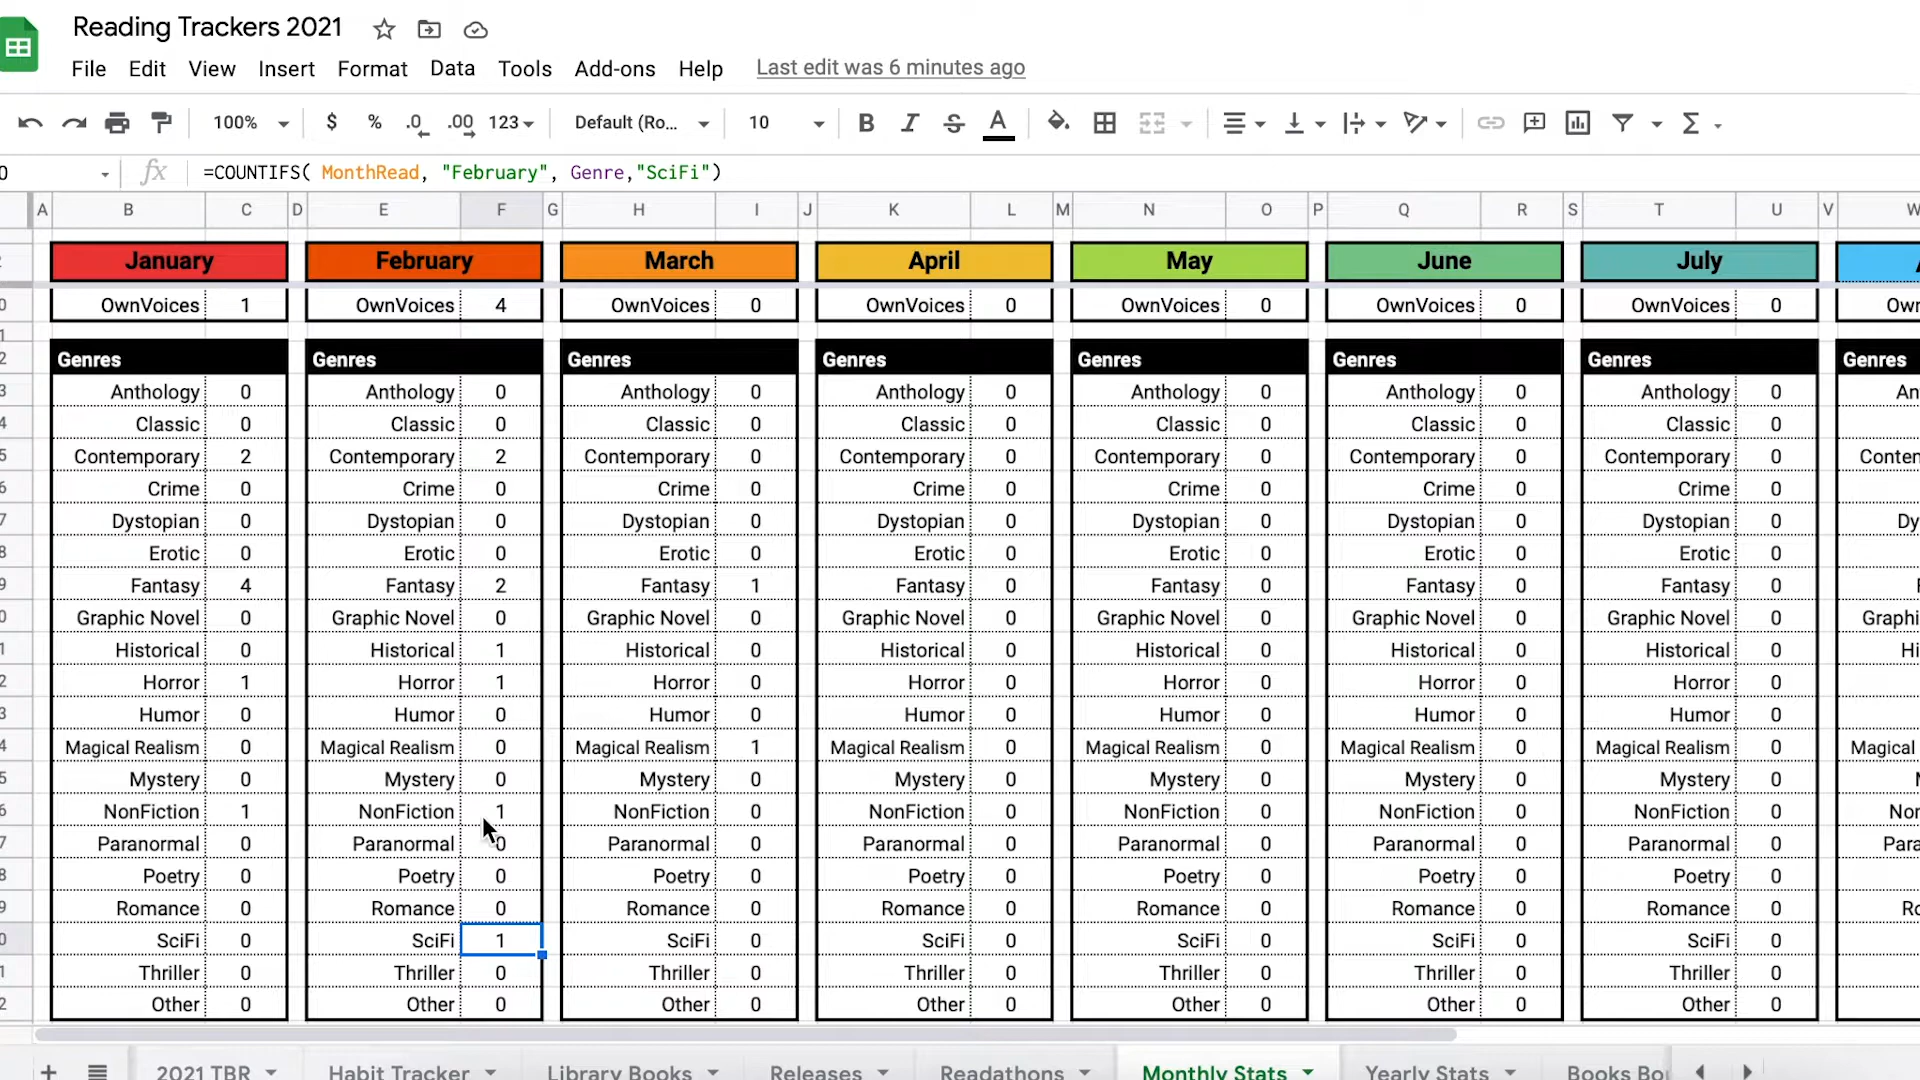 Reading Trackers 2021
File Edit View Insert Format Data Tools Add-ons Help Last edit was 6 minutes ago
100% $ % .0 .00 123 Default (Ro... 10 B I S A Σ
fx =COUNTIFS( MonthRead, "February", Genre,"SciFi")
A B C D E F G H I J K L M N O P Q R S T U V W
January February March April May June July
OwnVoices 1 OwnVoices 4 OwnVoices 0 OwnVoices 0 OwnVoices 0 OwnVoices 0 OwnVoices 0
Genres Genres Genres Genres Genres Genres Genres Genres
Anthology 0 Anthology 0 Anthology 0 Anthology 0 Anthology 0 Anthology 0 Anthology 0 An
Classic 0 Classic 0 Classic 0 Classic 0 Classic 0 Classic 0 Classic 0
Contemporary 2 Contemporary 2 Contemporary 0 Contemporary 0 Contemporary 0 Contemporary 0 Contemporary 0 Conten
Crime 0 Crime 0 Crime 0 Crime 0 Crime 0 Crime 0 Crime 0
Dystopian 0 Dystopian 0 Dystopian 0 Dystopian 0 Dystopian 0 Dystopian 0 Dystopian 0 Dy
Erotic 0 Erotic 0 Erotic 0 Erotic 0 Erotic 0 Erotic 0 Erotic 0
Fantasy 4 Fantasy 2 Fantasy 1 Fantasy 0 Fantasy 0 Fantasy 0 Fantasy 0
Graphic Novel 0 Graphic Novel 0 Graphic Novel 0 Graphic Novel 0 Graphic Novel 0 Graphic Novel 0 Graphic Novel 0 Graphi
Historical 0 Historical 1 Historical 0 Historical 0 Historical 0 Historical 0 Historical 0 Hi
Horror 1 Horror 1 Horror 0 Horror 0 Horror 0 Horror 0 Horror 0
Humor 0 Humor 0 Humor 0 Humor 0 Humor 0 Humor 0 Humor 0
Magical Realism 0 Magical Realism 0 Magical Realism 1 Magical Realism 0 Magical Realism 0 Magical Realism 0 Magical Realism 0 Magical
Mystery 0 Mystery 0 Mystery 0 Mystery 0 Mystery 0 Mystery 0 Mystery 0
NonFiction 1 NonFiction 1 NonFiction 0 NonFiction 0 NonFiction 0 NonFiction 0 NonFiction 0 Nor
Paranormal 0 Paranormal 0 Paranormal 0 Paranormal 0 Paranormal 0 Paranormal 0 Paranormal 0 Para
Poetry 0 Poetry 0 Poetry 0 Poetry 0 Poetry 0 Poetry 0 Poetry 0
Romance 0 Romance 0 Romance 0 Romance 0 Romance 0 Romance 0 Romance 0 Ro
SciFi 0 SciFi 1 SciFi 0 SciFi 0 SciFi 0 SciFi 0 SciFi 0
Thriller 0 Thriller 0 Thriller 0 Thriller 0 Thriller 0 Thriller 0 Thriller 0
Other 0 Other 0 Other 0 Other 0 Other 0 Other 0 Other 0
2021 TBR Habit Tracker Library Books Releases Readathons Monthly Stats Yearly Stats Books Bo